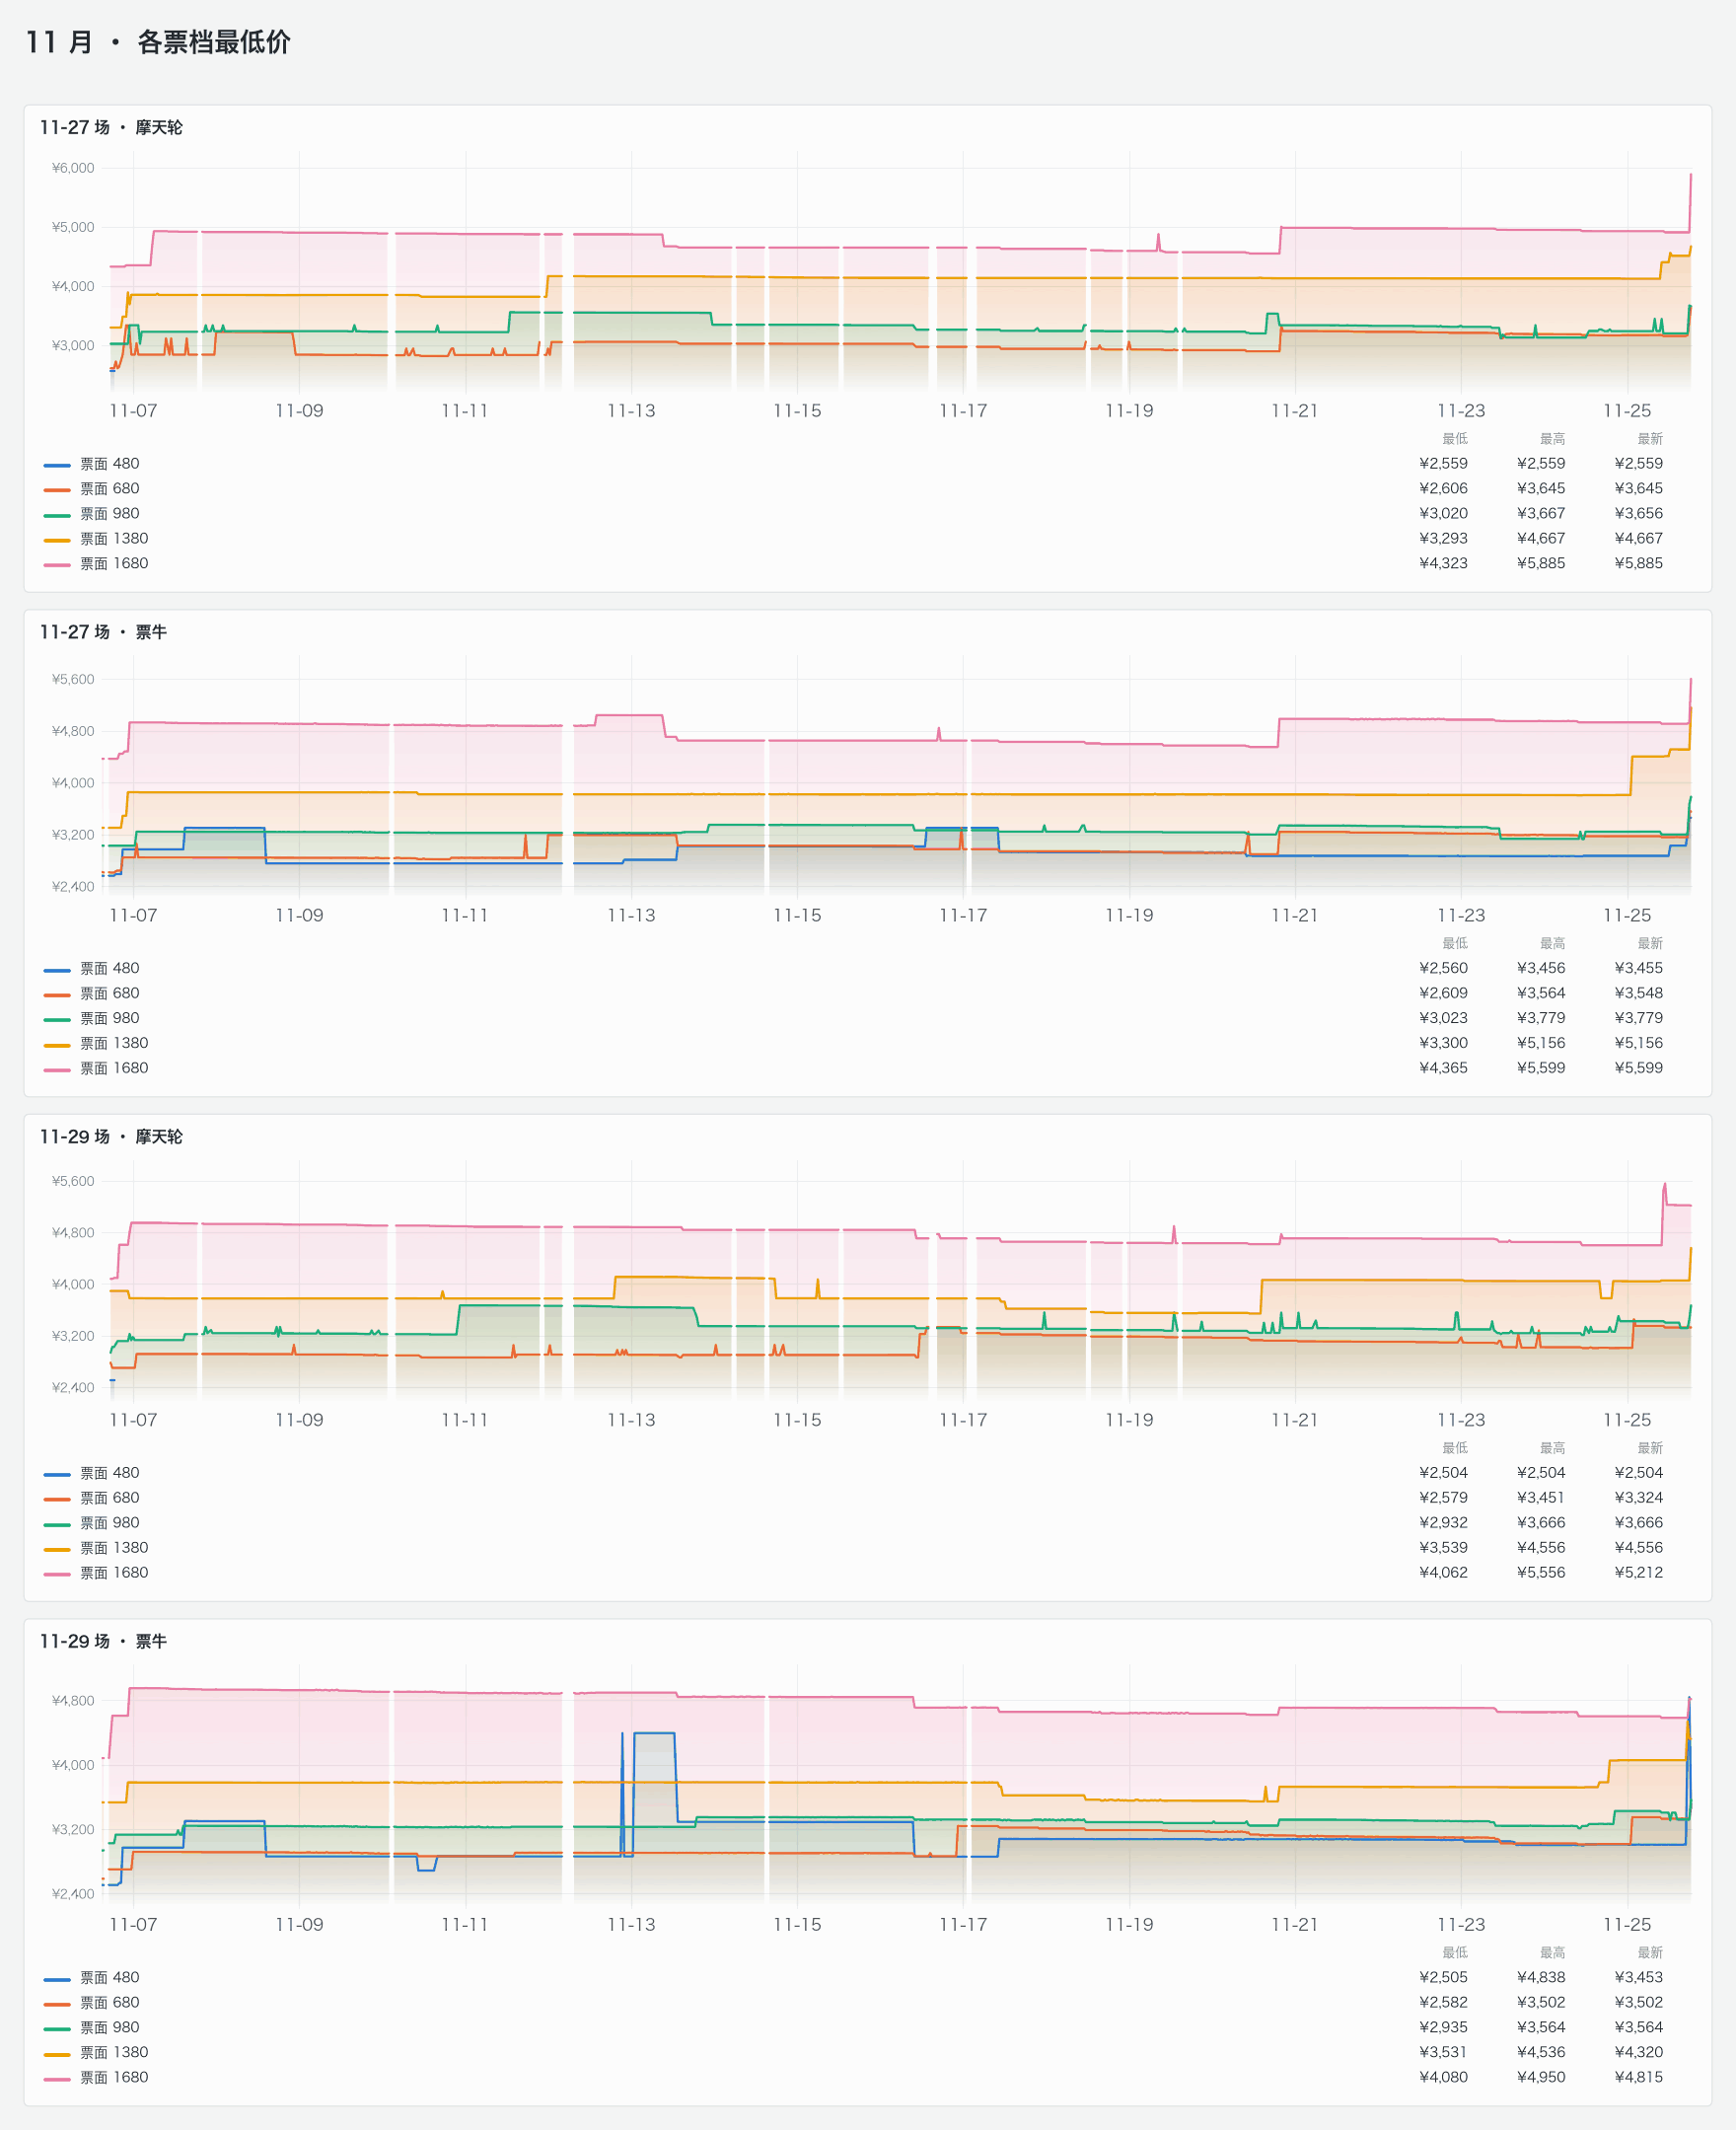 11 月 · 各票档最低价
11-27 场 · 摩天轮
¥6,000
¥5,000
¥4,000
¥3,000
11-07 11-09 11-11 11-13 11-15 11-17 11-19 11-21 11-23 11-25
最低 最高 最新
票面 480 ¥2,559 ¥2,559 ¥2,559
票面 680 ¥2,606 ¥3,645 ¥3,645
票面 980 ¥3,020 ¥3,667 ¥3,656
票面 1380 ¥3,293 ¥4,667 ¥4,667
票面 1680 ¥4,323 ¥5,885 ¥5,885
11-27 场 · 票牛
¥5,600
¥4,800
¥4,000
¥3,200
¥2,400
11-07 11-09 11-11 11-13 11-15 11-17 11-19 11-21 11-23 11-25
最低 最高 最新
票面 480 ¥2,560 ¥3,456 ¥3,455
票面 680 ¥2,609 ¥3,564 ¥3,548
票面 980 ¥3,023 ¥3,779 ¥3,779
票面 1380 ¥3,300 ¥5,156 ¥5,156
票面 1680 ¥4,365 ¥5,599 ¥5,599
11-29 场 · 摩天轮
¥5,600
¥4,800
¥4,000
¥3,200
¥2,400
11-07 11-09 11-11 11-13 11-15 11-17 11-19 11-21 11-23 11-25
最低 最高 最新
票面 480 ¥2,504 ¥2,504 ¥2,504
票面 680 ¥2,579 ¥3,451 ¥3,324
票面 980 ¥2,932 ¥3,666 ¥3,666
票面 1380 ¥3,539 ¥4,556 ¥4,556
票面 1680 ¥4,062 ¥5,556 ¥5,212
11-29 场 · 票牛
¥4,800
¥4,000
¥3,200
¥2,400
11-07 11-09 11-11 11-13 11-15 11-17 11-19 11-21 11-23 11-25
最低 最高 最新
票面 480 ¥2,505 ¥4,838 ¥3,453
票面 680 ¥2,582 ¥3,502 ¥3,502
票面 980 ¥2,935 ¥3,564 ¥3,564
票面 1380 ¥3,531 ¥4,536 ¥4,320
票面 1680 ¥4,080 ¥4,950 ¥4,815